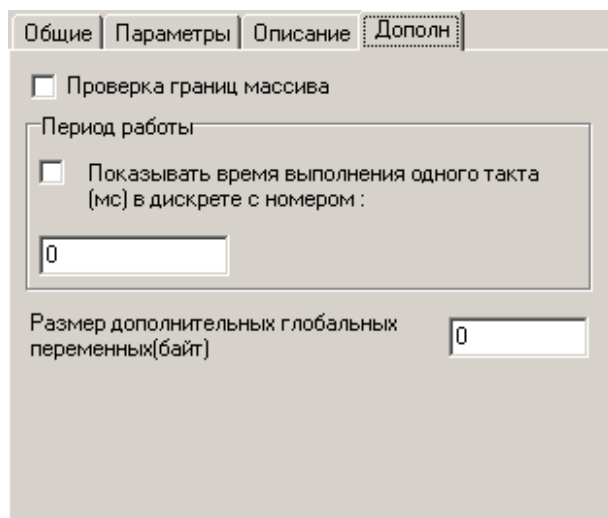 Общие Параметры Описание Дополн
Проверка границ массива
Период работы
Показывать время выполнения одного такта
(мс) в дискрете с номером :
0
Размер дополнительных глобальных
переменных(байт)
0